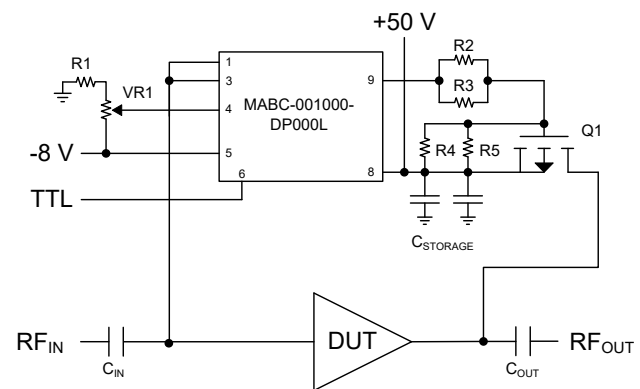 +50 V
R1
R2
1
3
9
VR1
MABC-001000-
DP000L
R3
4
Q1
-8 V
5
R4
R5
8
6
TTL
CSTORAGE
RFIN
CIN
DUT
COUT
RFOUT